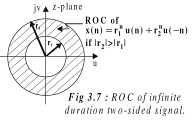 jv
z-plane
ROC of
x(n) = r₁ⁿ u(n) + r₂ⁿ u(-n)
if |r₂|>|r₁|
r₂
r₁
u
Fig 3.7 : ROC of infinite
duration two-sided signal.